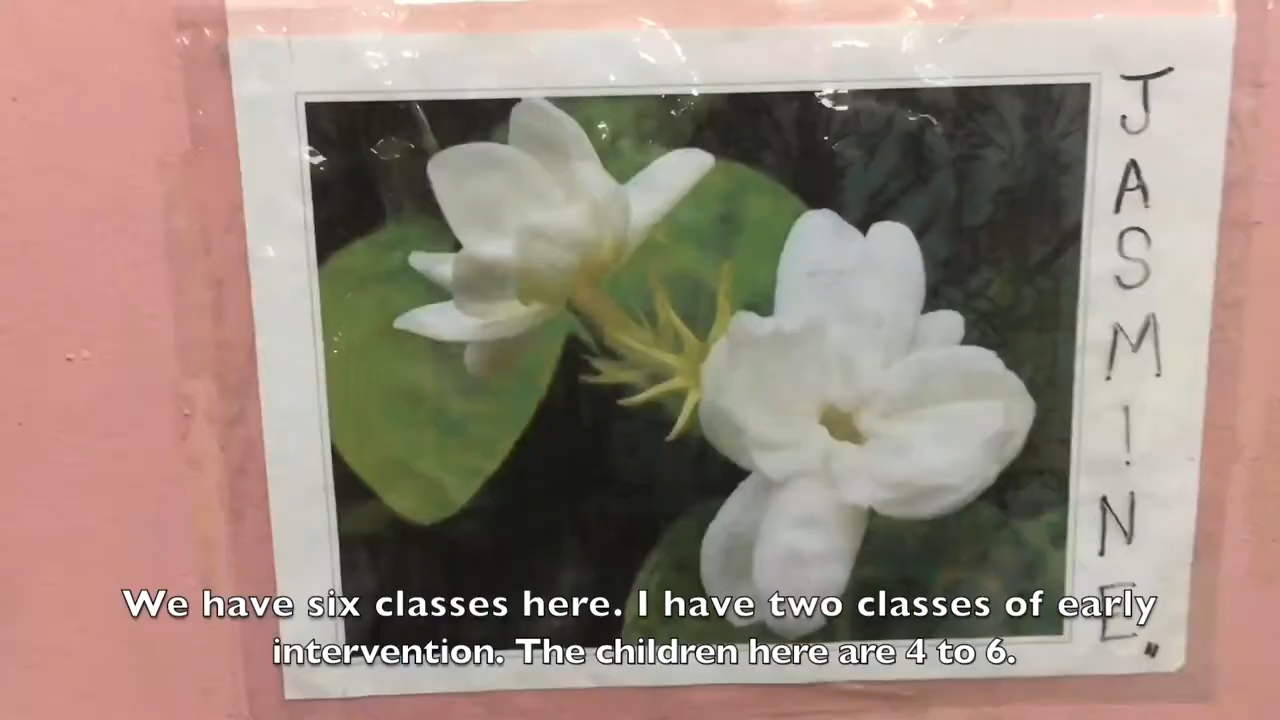 JASMINE"
We have six classes here. I have two classes of early
intervention. The children here are 4 to 6.